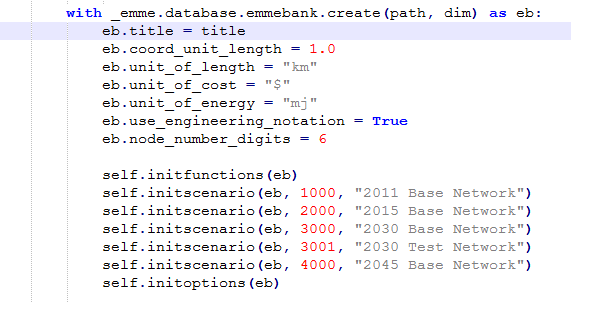 with _emme.database.emmebank.create(path, dim) as eb:
eb.title = title
eb.coord_unit_length = 1.0
eb.unit_of_length = "km"
eb.unit_of_cost = "$"
eb.unit_of_energy = "mj"
eb.use_engineering_notation = True
eb.node_number_digits = 6
self.initfunctions(eb)
self.initscenario(eb, 1000, "2011 Base Network")
self.initscenario(eb, 2000, "2015 Base Network")
self.initscenario(eb, 3000, "2030 Base Network")
self.initscenario(eb, 3001, "2030 Test Network")
self.initscenario(eb, 4000, "2045 Base Network")
self.initoptions(eb)